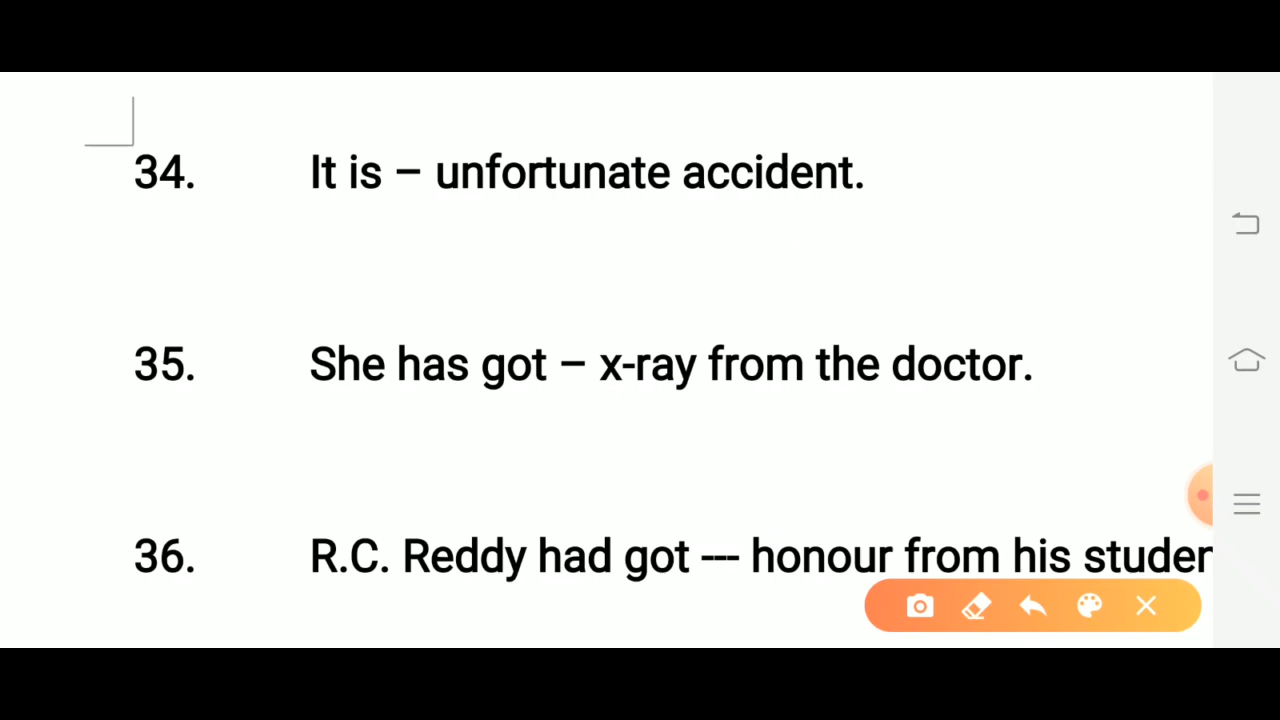 34. It is – unfortunate accident.
35. She has got – x-ray from the doctor.
36. R.C. Reddy had got --- honour from his